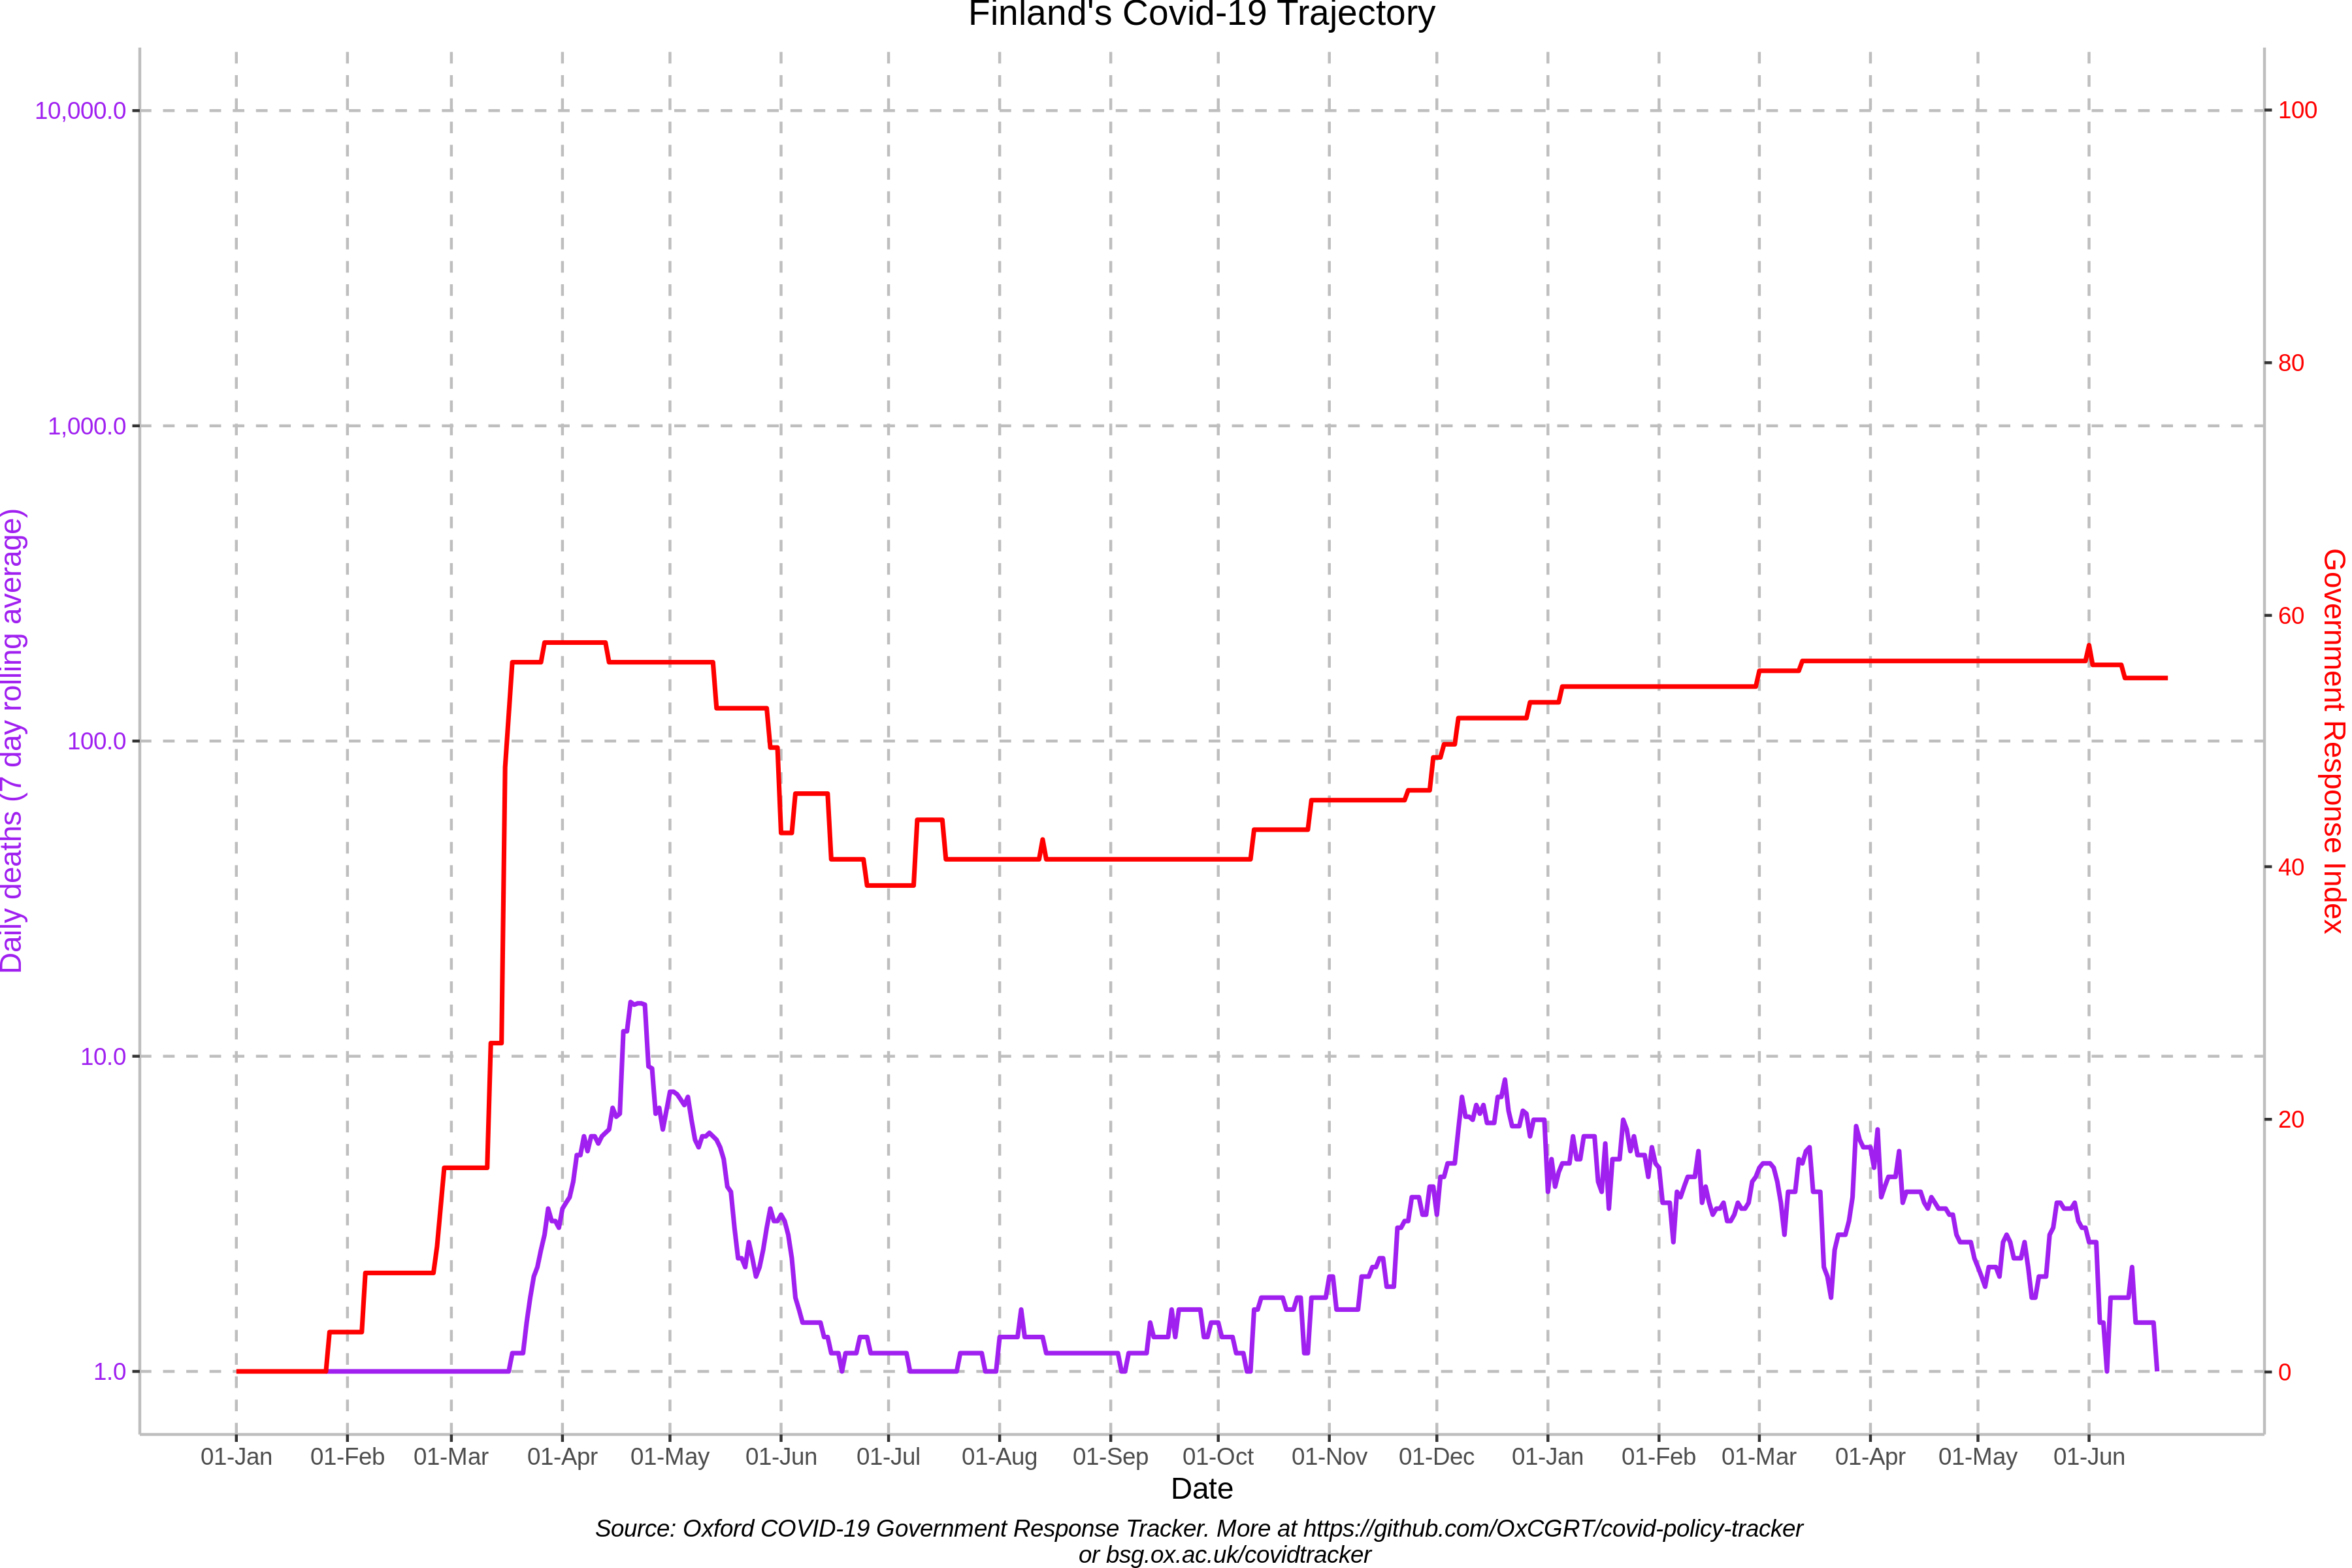 Finland's Covid-19 Trajectory
Daily deaths (7 day rolling average)
10,000.0
1,000.0
100.0
10.0
1.0
100
80
60
40
20
0
Government Response Index
01-Jan 01-Feb 01-Mar 01-Apr 01-May 01-Jun 01-Jul 01-Aug 01-Sep 01-Oct 01-Nov 01-Dec 01-Jan 01-Feb 01-Mar 01-Apr 01-May 01-Jun
Date
Source: Oxford COVID-19 Government Response Tracker. More at https://github.com/OxCGRT/covid-policy-tracker
or bsg.ox.ac.uk/covidtracker